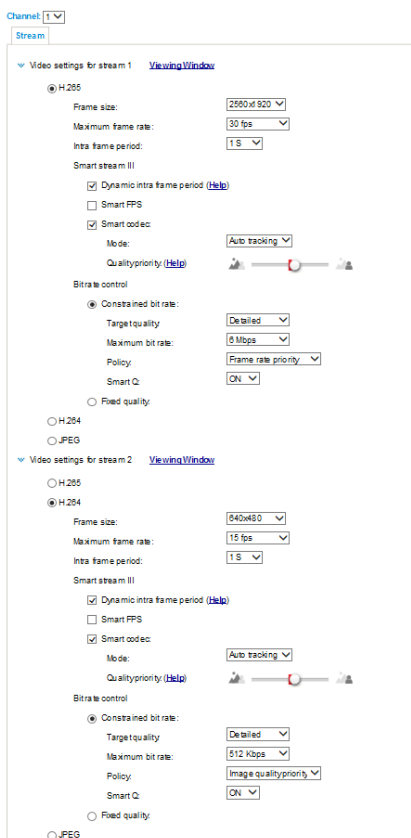 Channel: 1
Stream
Video settings for stream 1 Viewing Window
H.265
Frame size: 2560x1920
Maximum frame rate: 30 fps
Intra frame period: 1 S
Smart stream III
Dynamic intra frame period (Help)
Smart FPS
Smart codec:
Mode: Auto tracking
Quality priority: (Help)
Bitrate control
Constrained bit rate:
Target quality: Detailed
Maximum bit rate: 6 Mbps
Policy: Frame rate priority
Smart Q: ON
Fixed quality:
H.264
JPEG
Video settings for stream 2 Viewing Window
H.265
H.264
Frame size: 640x480
Maximum frame rate: 15 fps
Intra frame period: 1 S
Smart stream III
Dynamic intra frame period (Help)
Smart FPS
Smart codec:
Mode: Auto tracking
Quality priority: (Help)
Bitrate control
Constrained bit rate:
Target quality: Detailed
Maximum bit rate: 512 Kbps
Policy: Image quality priority
Smart Q: ON
Fixed quality:
JPEG